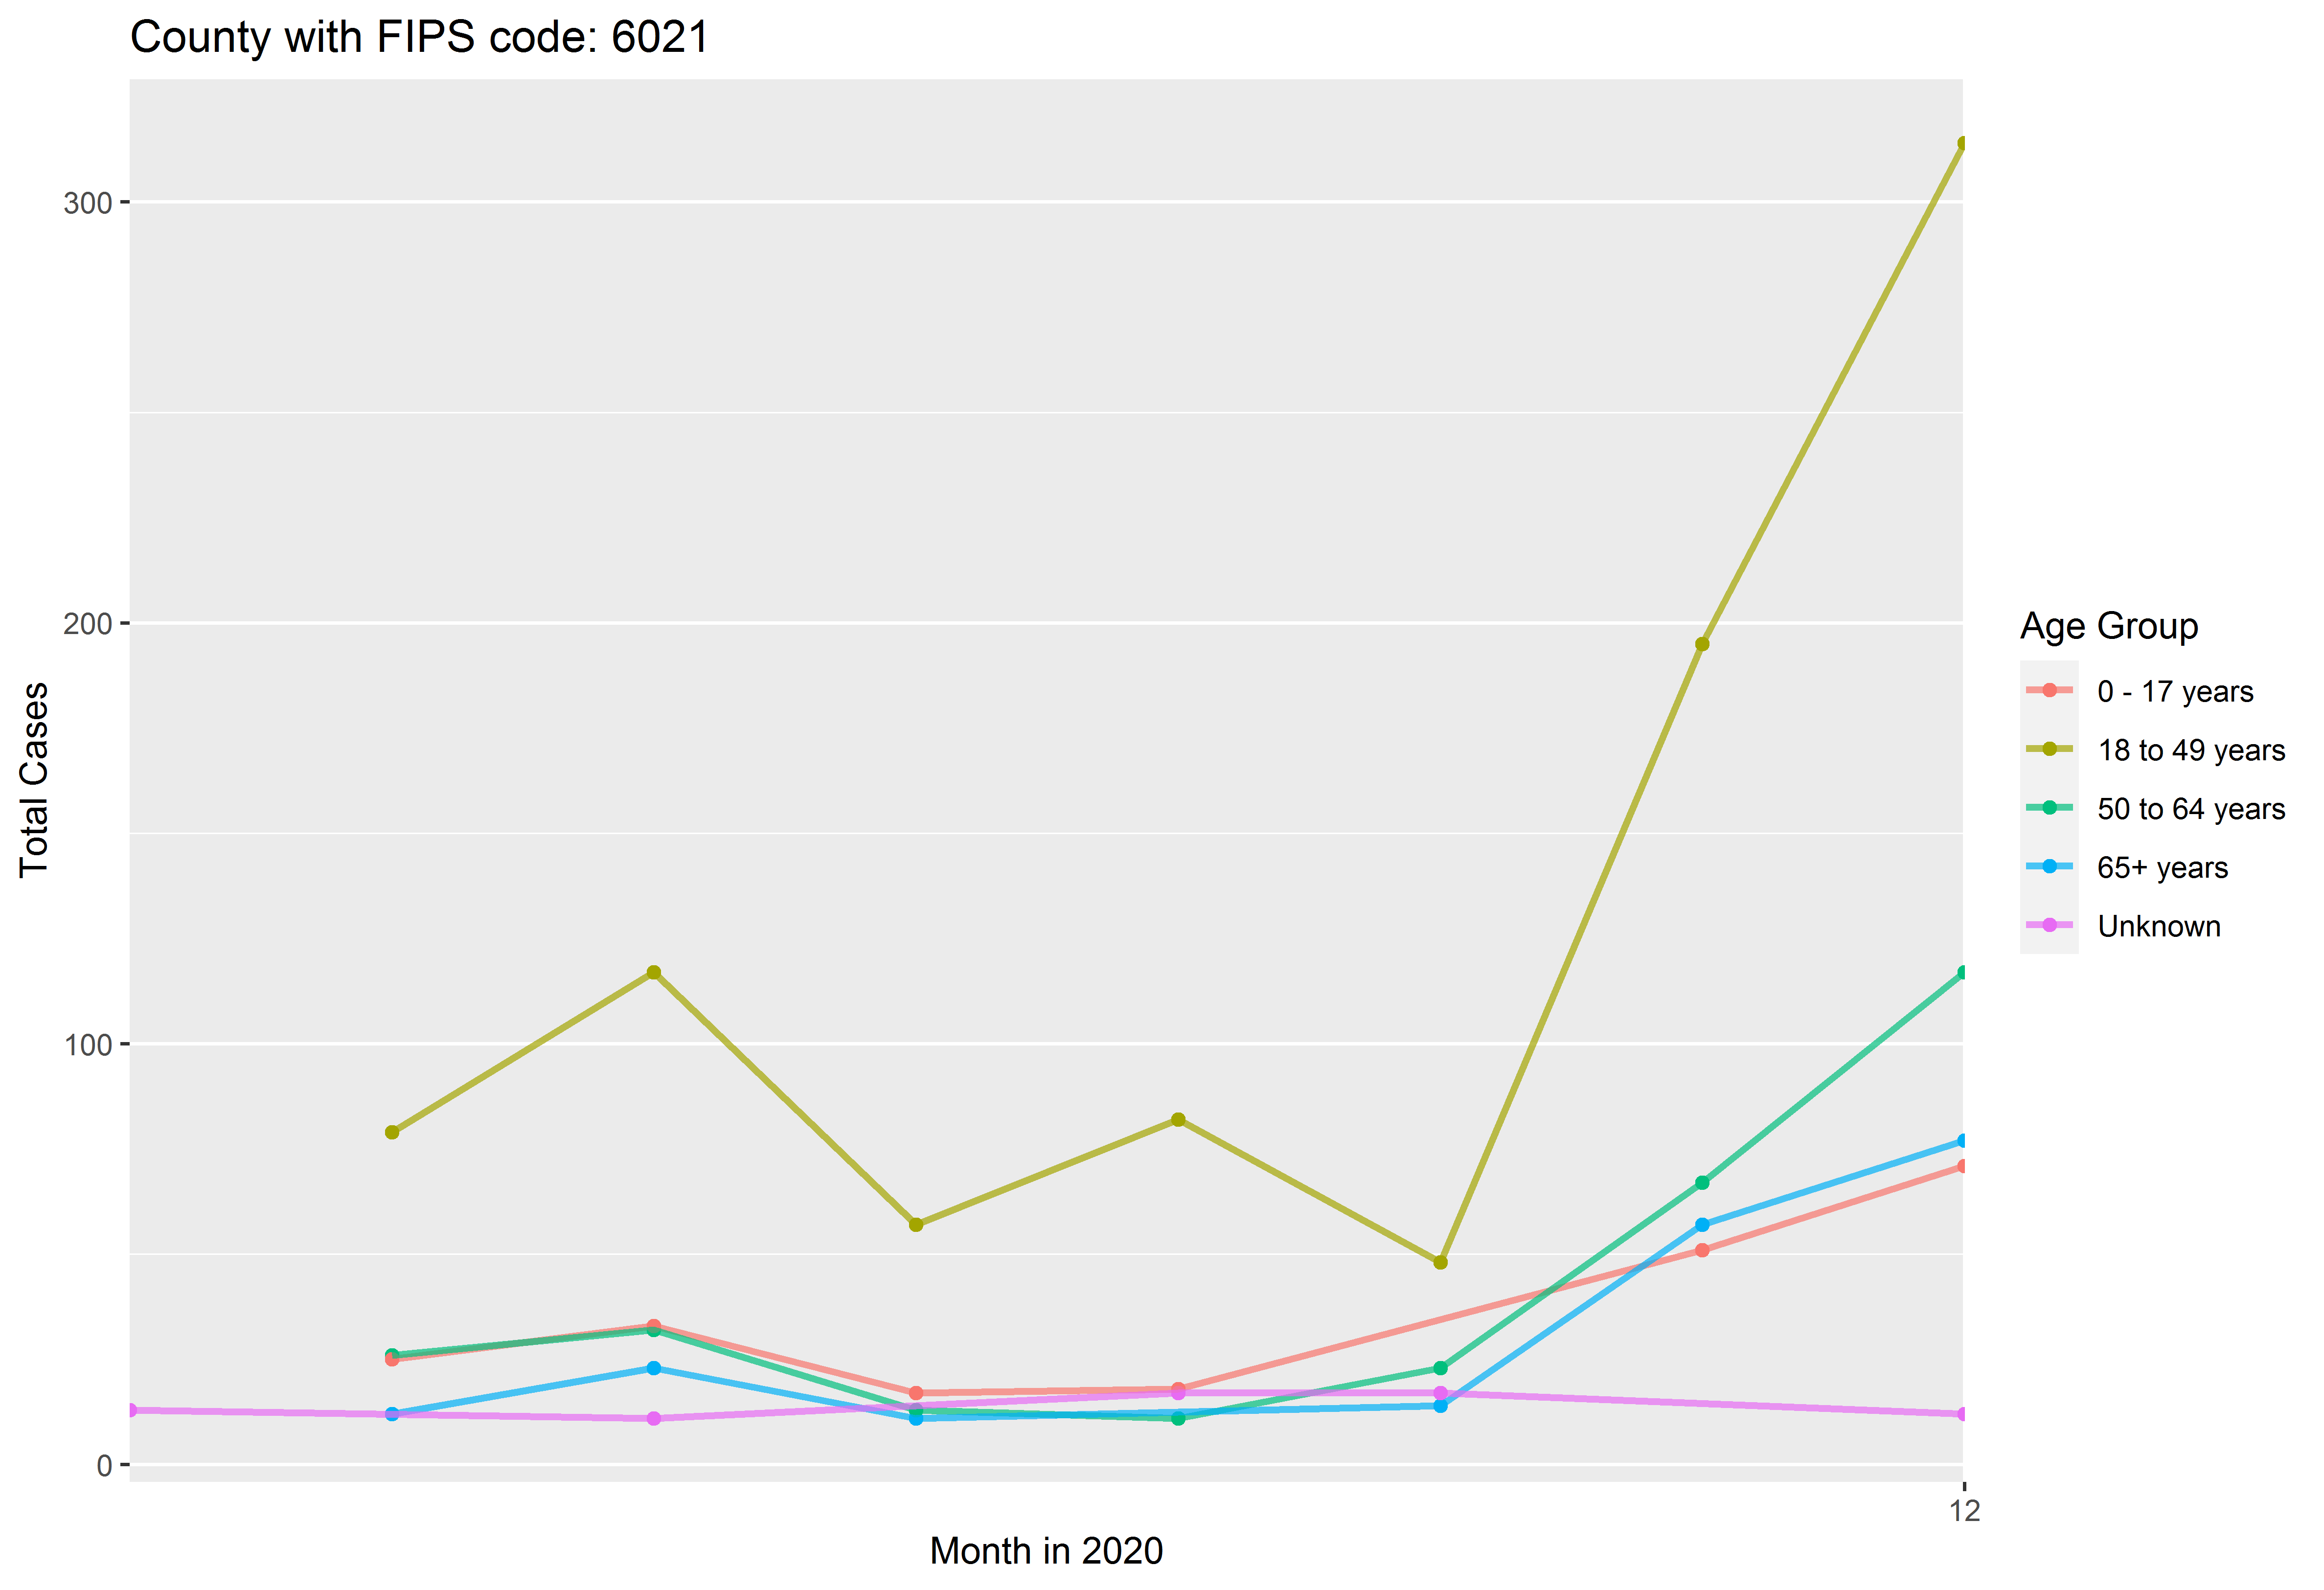 County with FIPS code: 6021
300
200
100
0
Total Cases
12
Month in 2020
Age Group
0 - 17 years
18 to 49 years
50 to 64 years
65+ years
Unknown